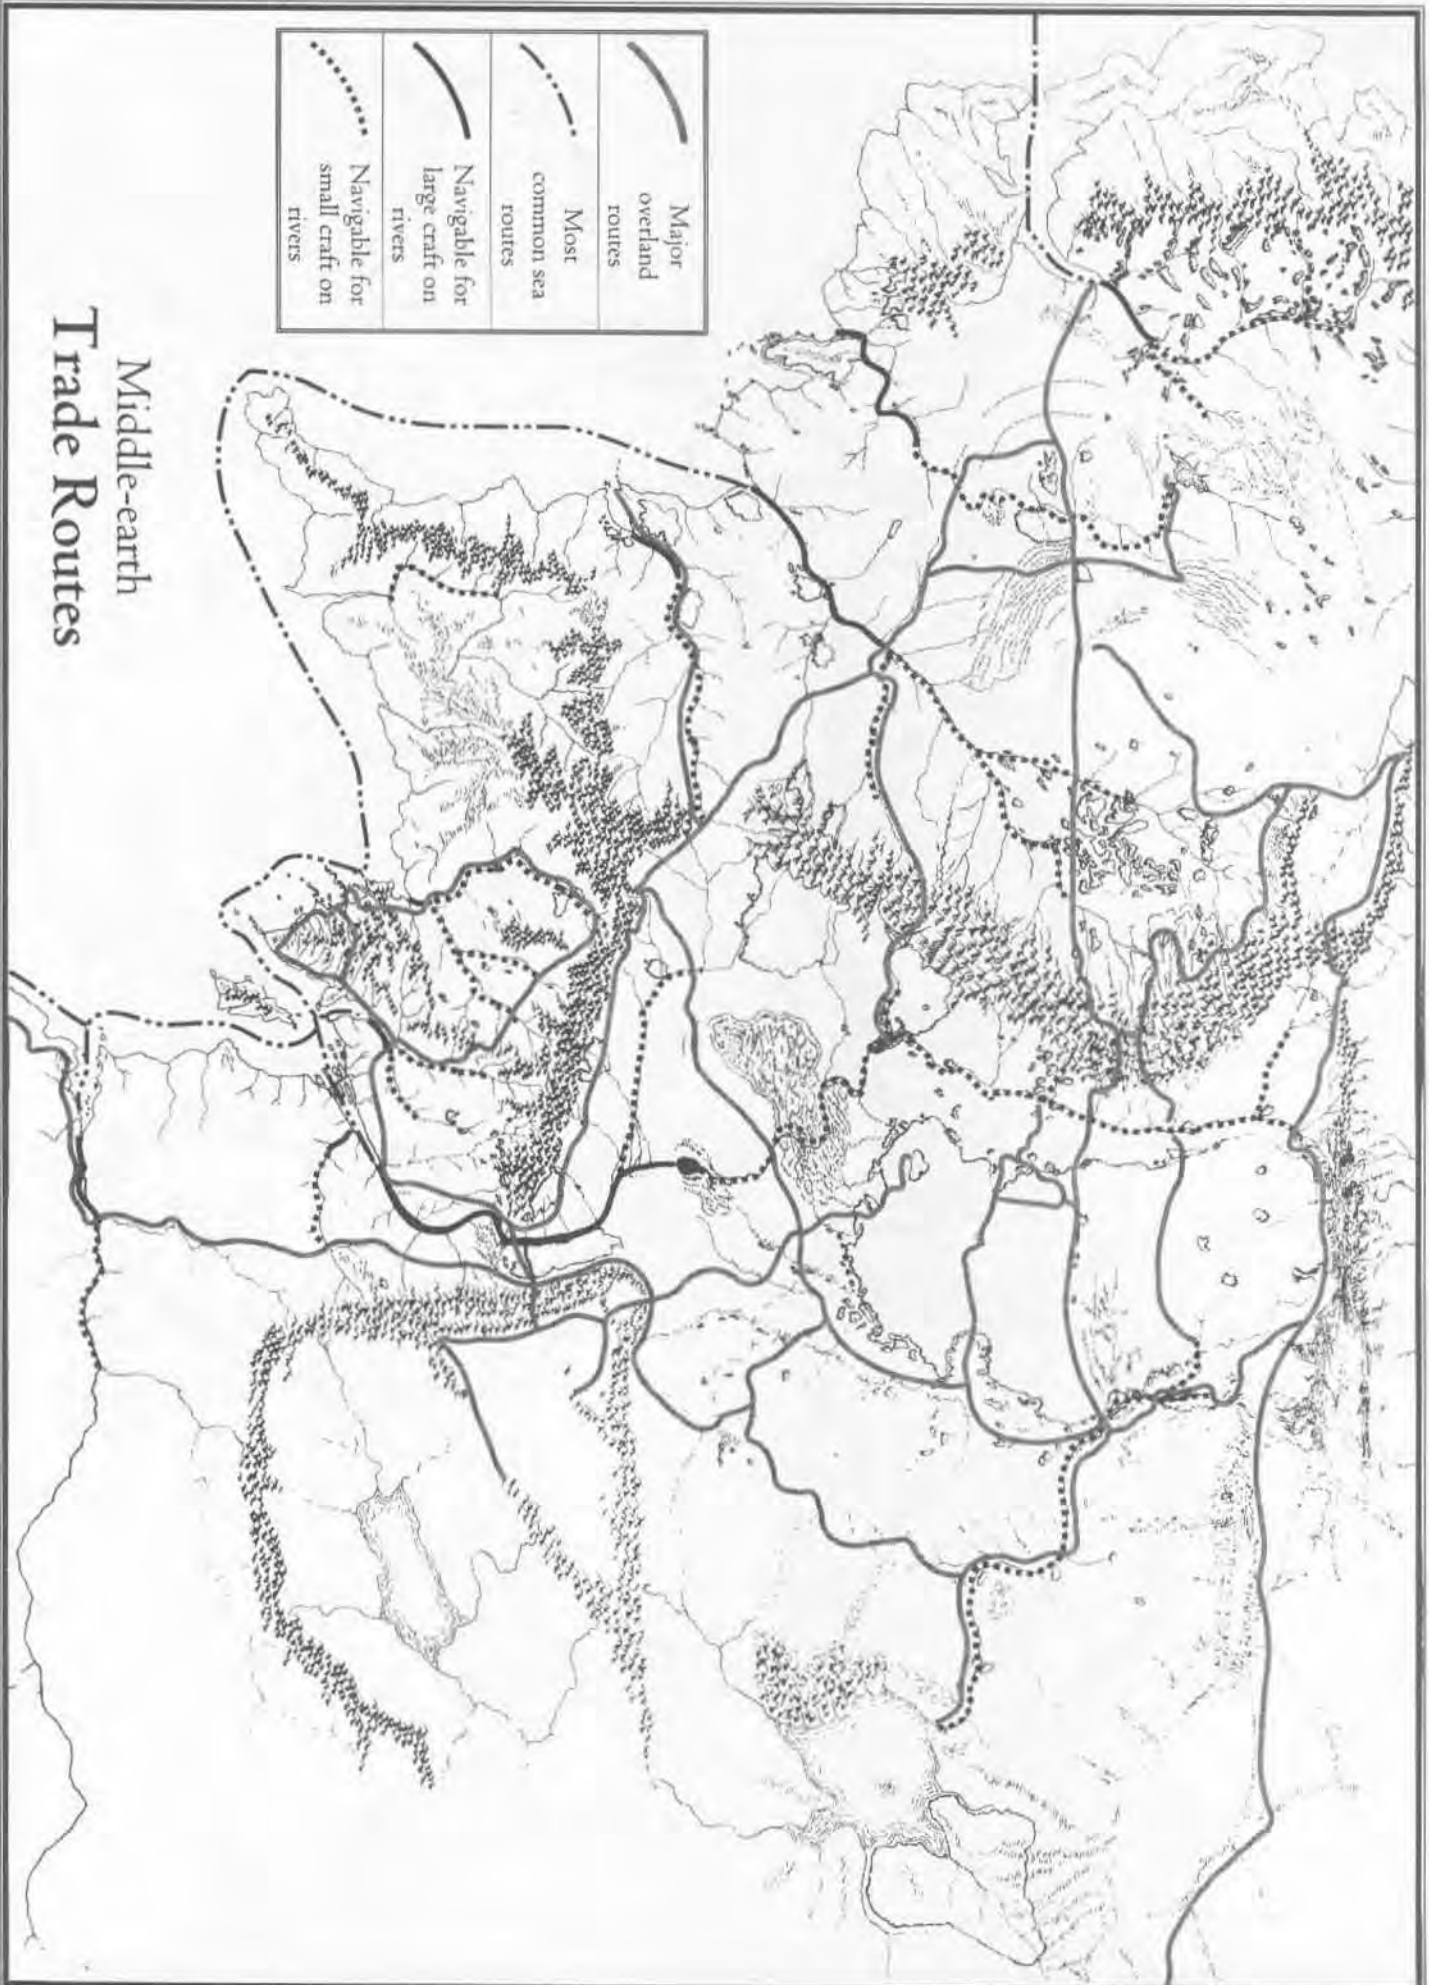 Major
overland
routes
Most
common sea
routes
Navigable for
large craft on
rivers
Navigable for
small craft on
rivers
Middle-earth
Trade Routes